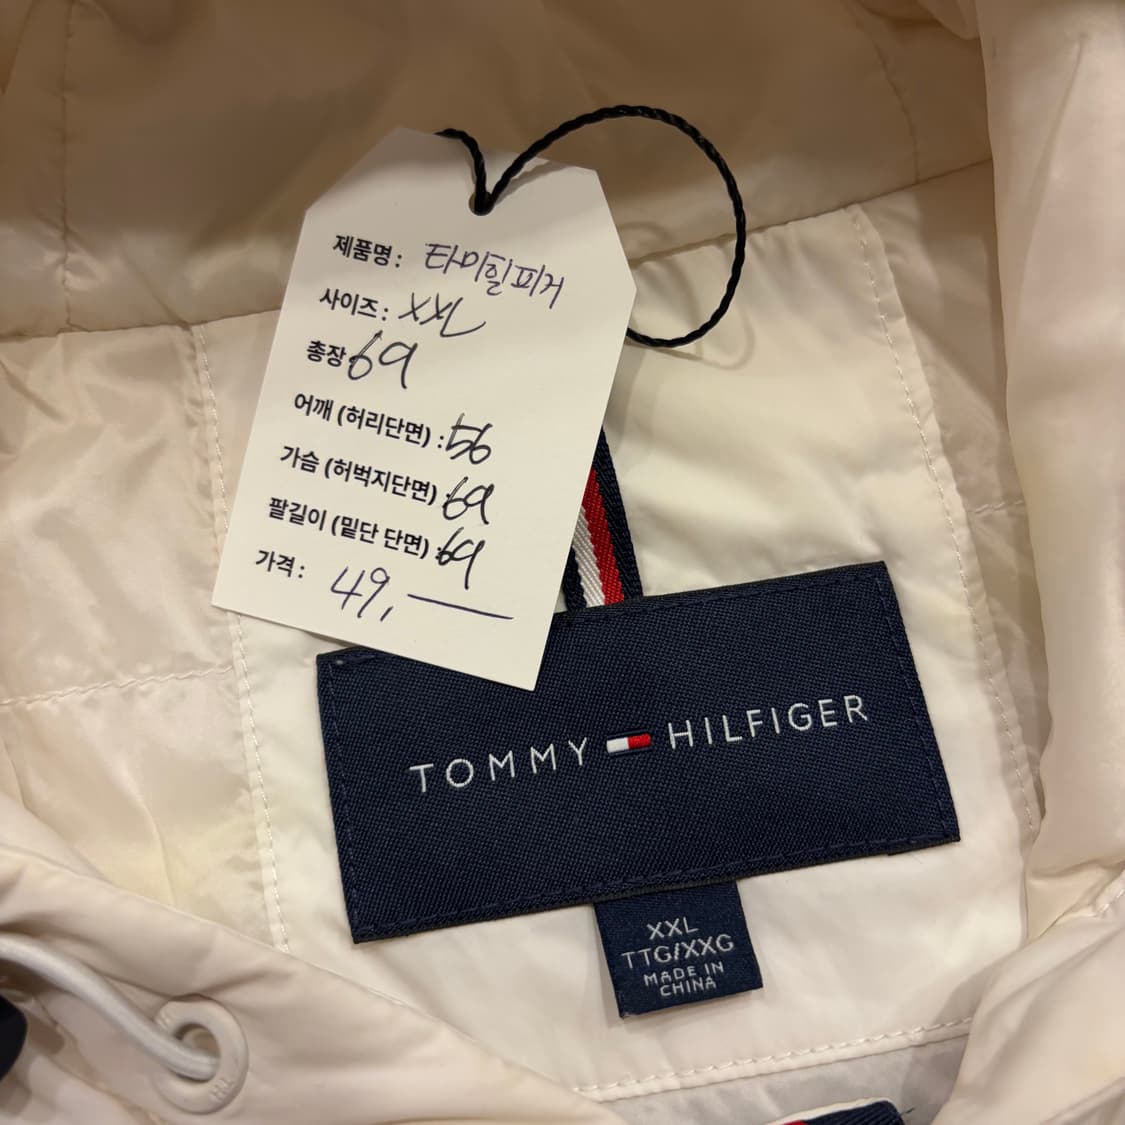 제품명: 타미힐피거
사이즈: XXL
총장 69
어깨 (허리단면) : 56
가슴 (허벅지단면) : 69
팔길이 (밑단 단면) : 69
가격: 49,—
TOMMY HILFIGER
XXL
TTG/XXG
MADE IN
CHINA